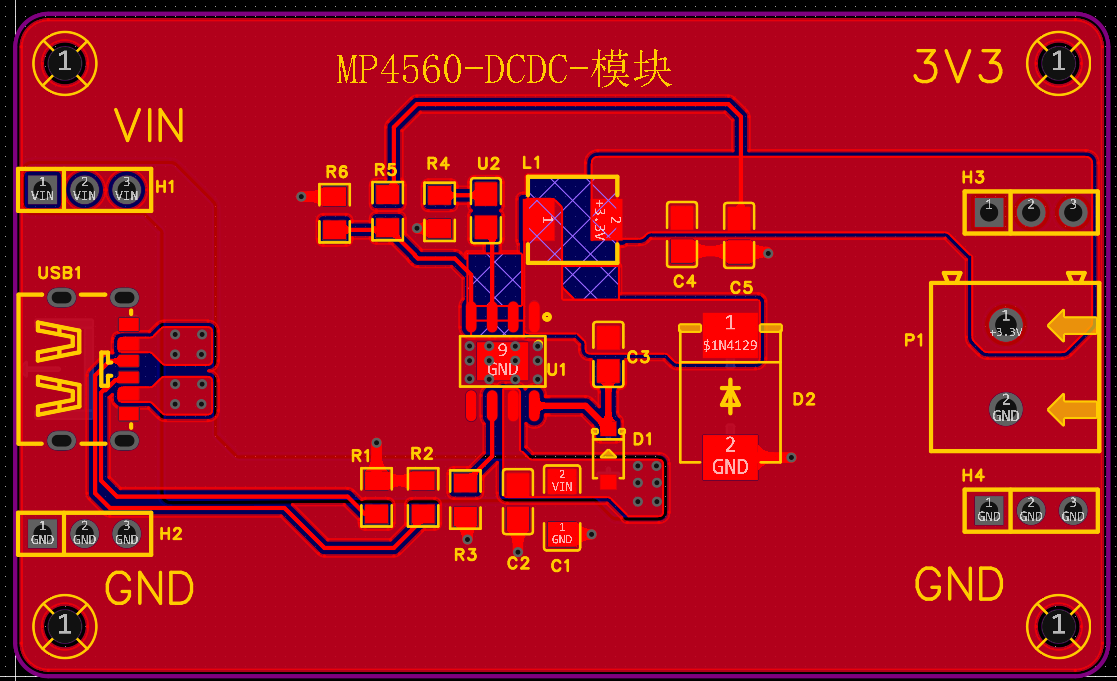 1
MP4560-DCDC-模块
3V3
1
VIN
R6
R5
R4
U2
L1
1
VIN
2
VIN
3
VIN
H1
H3
1
2
3
1
2
+3.3V
USB1
C4
C5
1
$1N4129
P1
1
+3.3V
9
GND
U1
C3
D2
2
GND
D1
2
GND
R1
R2
2
VIN
1
GND
R3
C2
C1
1
GND
2
GND
3
GND
H2
H4
1
GND
2
GND
3
GND
GND
GND
1
1